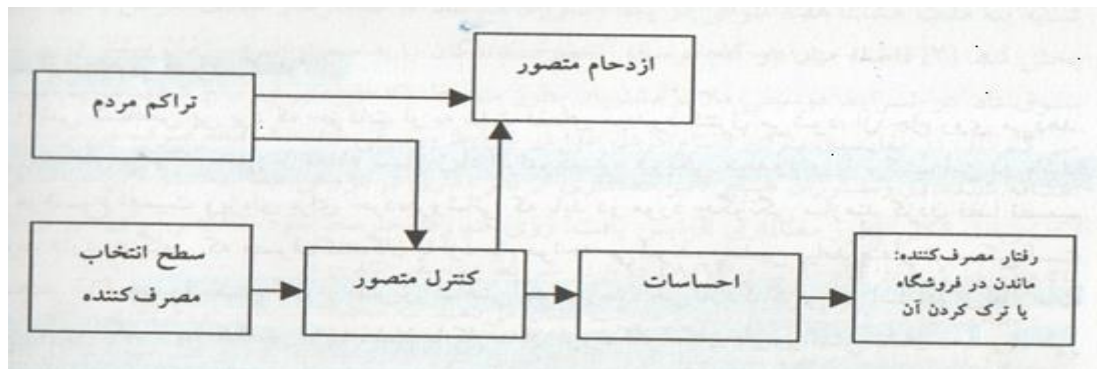 ازدحام متصور
تراکم مردم
سطح انتخاب
مصرف‌کننده
کنترل متصور
احساسات
رفتار مصرف‌کننده:
ماندن در فروشگاه
یا ترک کردن آن